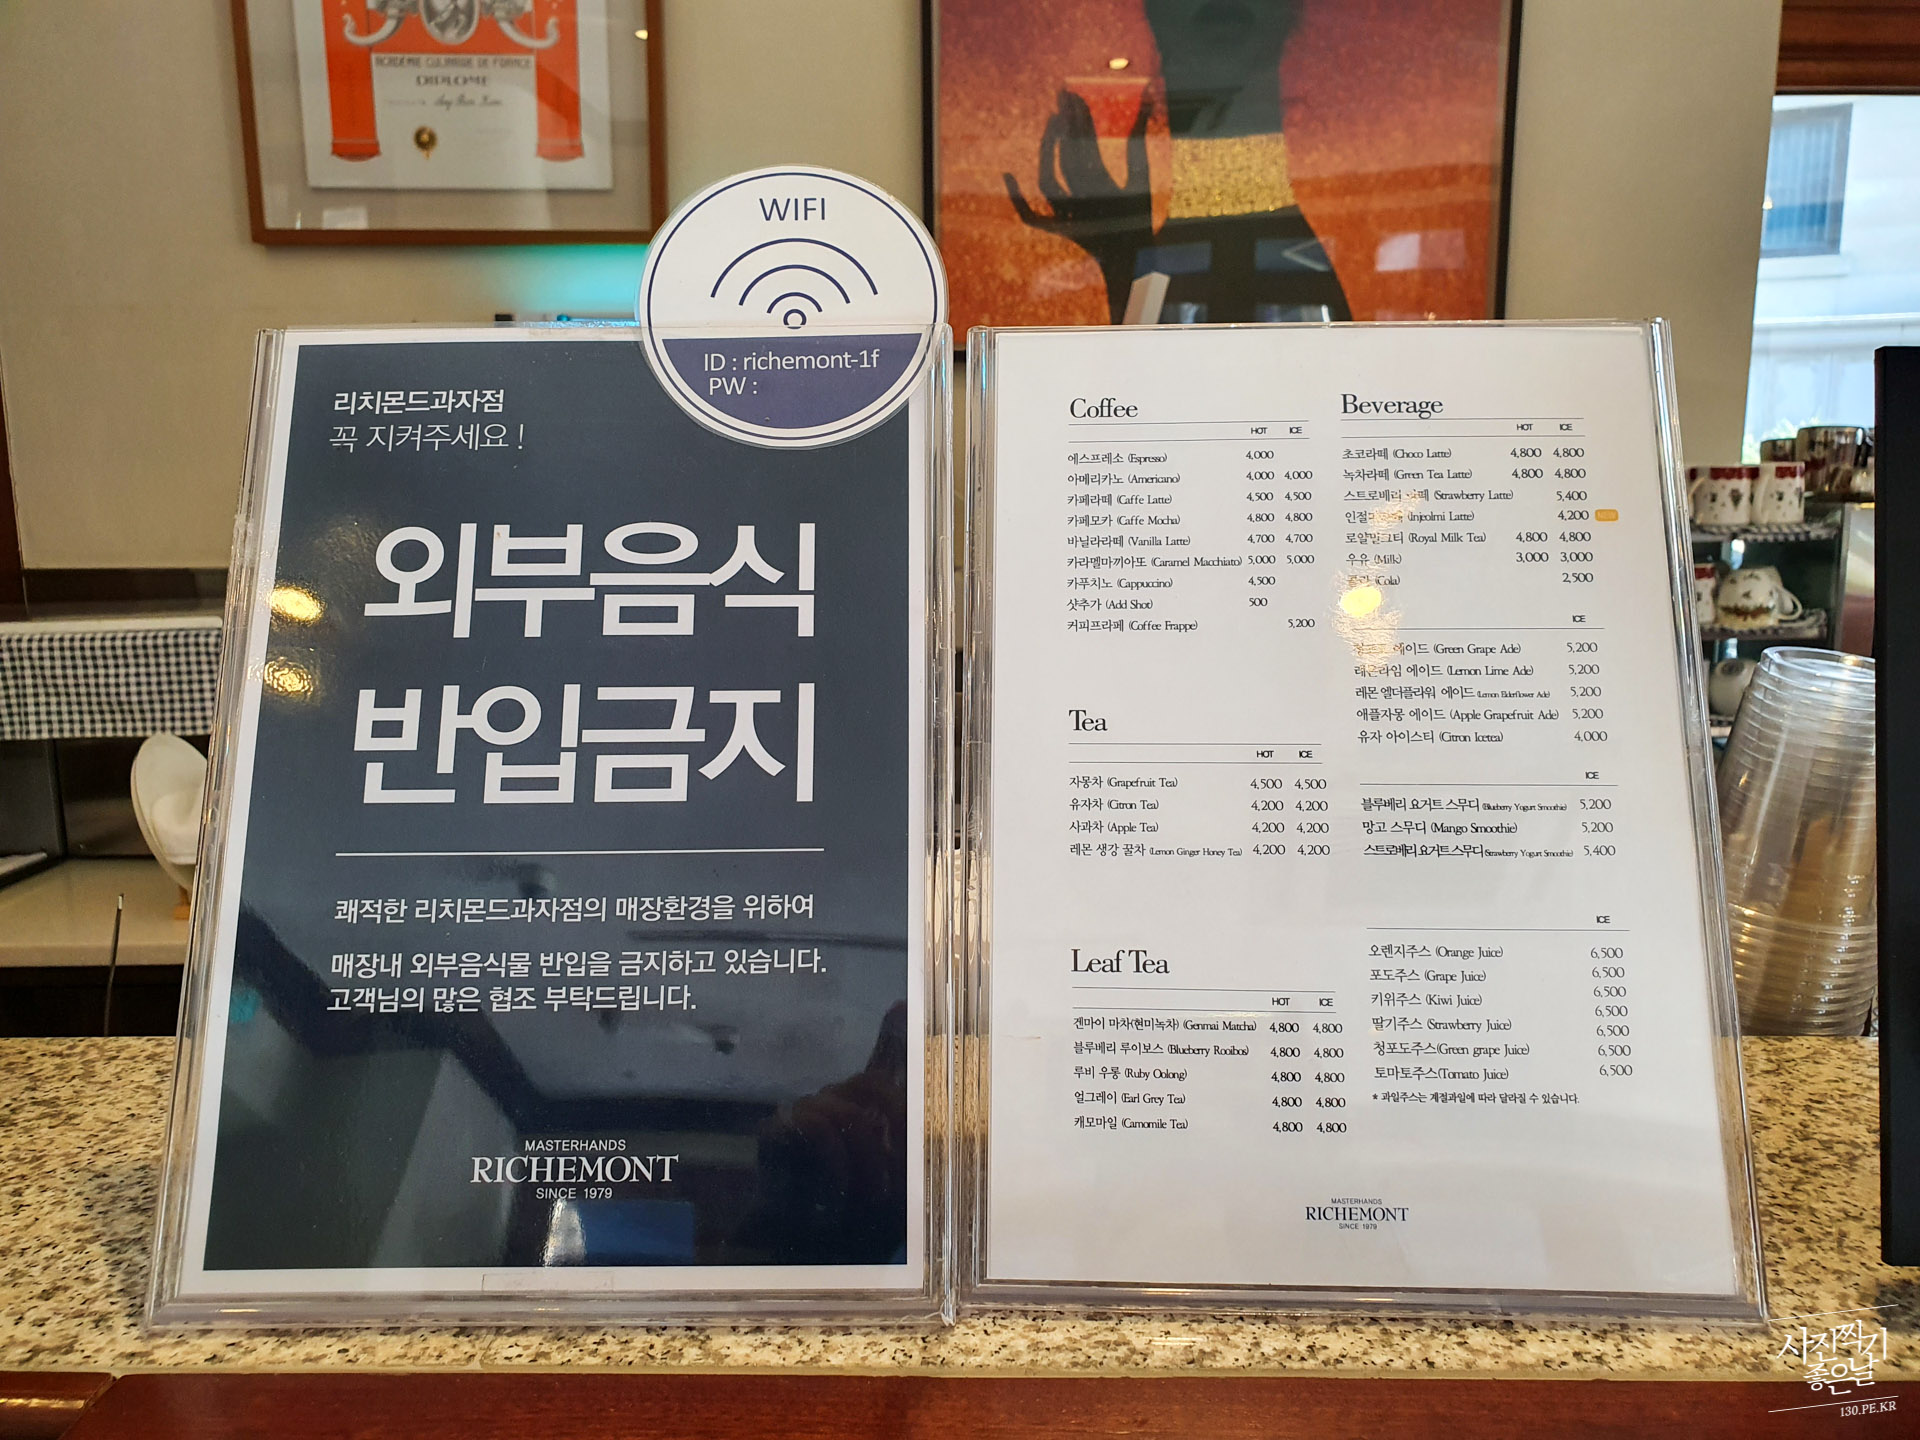 ACADÉMIE CULINAIRE DE FRANCE
DIPLOME
WIFI
ID : richemont-1f
PW :
리치몬드과자점
꼭 지켜주세요 !
외부음식
반입금지
쾌적한 리치몬드과자점의 매장환경을 위하여
매장내 외부음식물 반입을 금지하고 있습니다.
고객님의 많은 협조 부탁드립니다.
MASTERHANDS
RICHEMONT
SINCE 1979
Coffee
HOT ICE
에스프레소 (Espresso) 4,000
아메리카노 (Americano) 4,000 4,000
카페라떼 (Caffe Latte) 4,500 4,500
카페모카 (Caffe Mocha) 4,800 4,800
바닐라라떼 (Vanilla Latte) 4,700 4,700
카라멜마끼아또 (Caramel Macchiato) 5,000 5,000
카푸치노 (Cappuccino) 4,500
샷추가 (Add Shot) 500
커피프라페 (Coffee Frappe) 5,200
Tea
HOT ICE
자몽차 (Grapefruit Tea) 4,500 4,500
유자차 (Citron Tea) 4,200 4,200
사과차 (Apple Tea) 4,200 4,200
레몬 생강 꿀차 (Lemon Ginger Honey Tea) 4,200 4,200
Leaf Tea
HOT ICE
겐마이 마차(현미녹차) (Genmai Matcha) 4,800 4,800
블루베리 루이보스 (Blueberry Rooibos) 4,800 4,800
루비 우롱 (Ruby Oolong) 4,800 4,800
얼그레이 (Earl Grey Tea) 4,800 4,800
캐모마일 (Camomile Tea) 4,800 4,800
Beverage
HOT ICE
초코라떼 (Choco Latte) 4,800 4,800
녹차라떼 (Green Tea Latte) 4,800 4,800
스트로베리 라떼 (Strawberry Latte) 5,400
(Injeolmi Latte) 4,200 NEW
로얄밀크티 (Royal Milk Tea) 4,800 4,800
우유 (Milk) 3,000 3,000
콜라 (Cola) 2,500
ICE
에이드 (Green Grape Ade) 5,200
레몬라임 에이드 (Lemon Lime Ade) 5,200
레몬 엘더플라워 에이드 (Lemon Elderflower Ade) 5,200
애플자몽 에이드 (Apple Grapefruit Ade) 5,200
유자 아이스티 (Citron Icetea) 4,000
ICE
블루베리 요거트 스무디 (Blueberry Yogurt Smoothie) 5,200
망고 스무디 (Mango Smoothie) 5,200
스트로베리 요거트 스무디 (Strawberry Yogurt Smoothie) 5,400
ICE
오렌지주스 (Orange Juice) 6,500
포도주스 (Grape Juice) 6,500
키위주스 (Kiwi Juice) 6,500
6,500
딸기주스 (Strawberry Juice) 6,500
청포도주스(Green grape Juice) 6,500
토마토주스(Tomato Juice) 6,500
* 과일주스는 계절과일에 따라 달라질 수 있습니다.
MASTERHANDS
RICHEMONT
SINCE 1979
사진찍기
좋은날
130.PE.KR